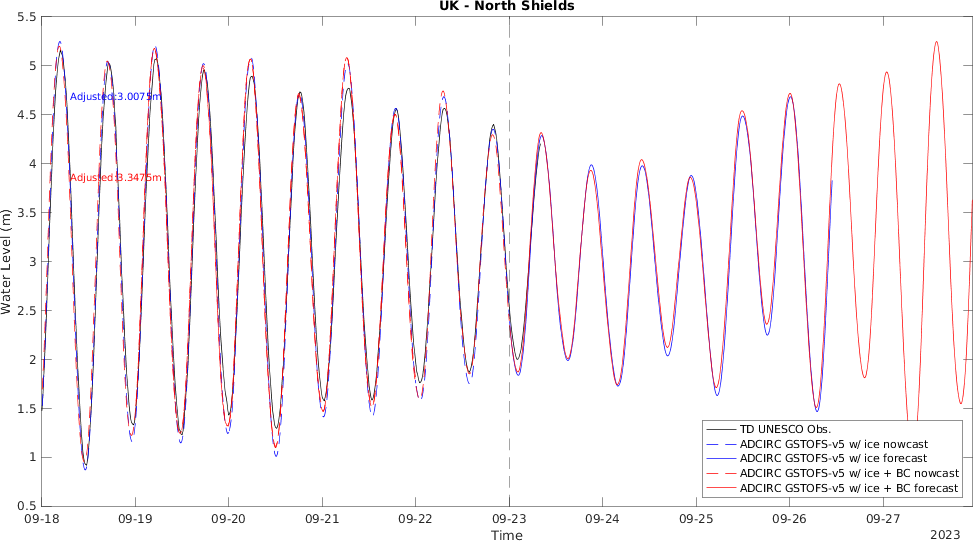 UK - North Shields
5.5
5
4.5
4
3.5
3
2.5
2
1.5
1
0.5
Water Level (m)
Adjusted:3.0075m
Adjusted:3.3475m
TD UNESCO Obs.
ADCIRC GSTOFS-v5 w/ ice nowcast
ADCIRC GSTOFS-v5 w/ ice forecast
ADCIRC GSTOFS-v5 w/ ice + BC nowcast
ADCIRC GSTOFS-v5 w/ ice + BC forecast
09-18 09-19 09-20 09-21 09-22 09-23 09-24 09-25 09-26 09-27
Time
2023